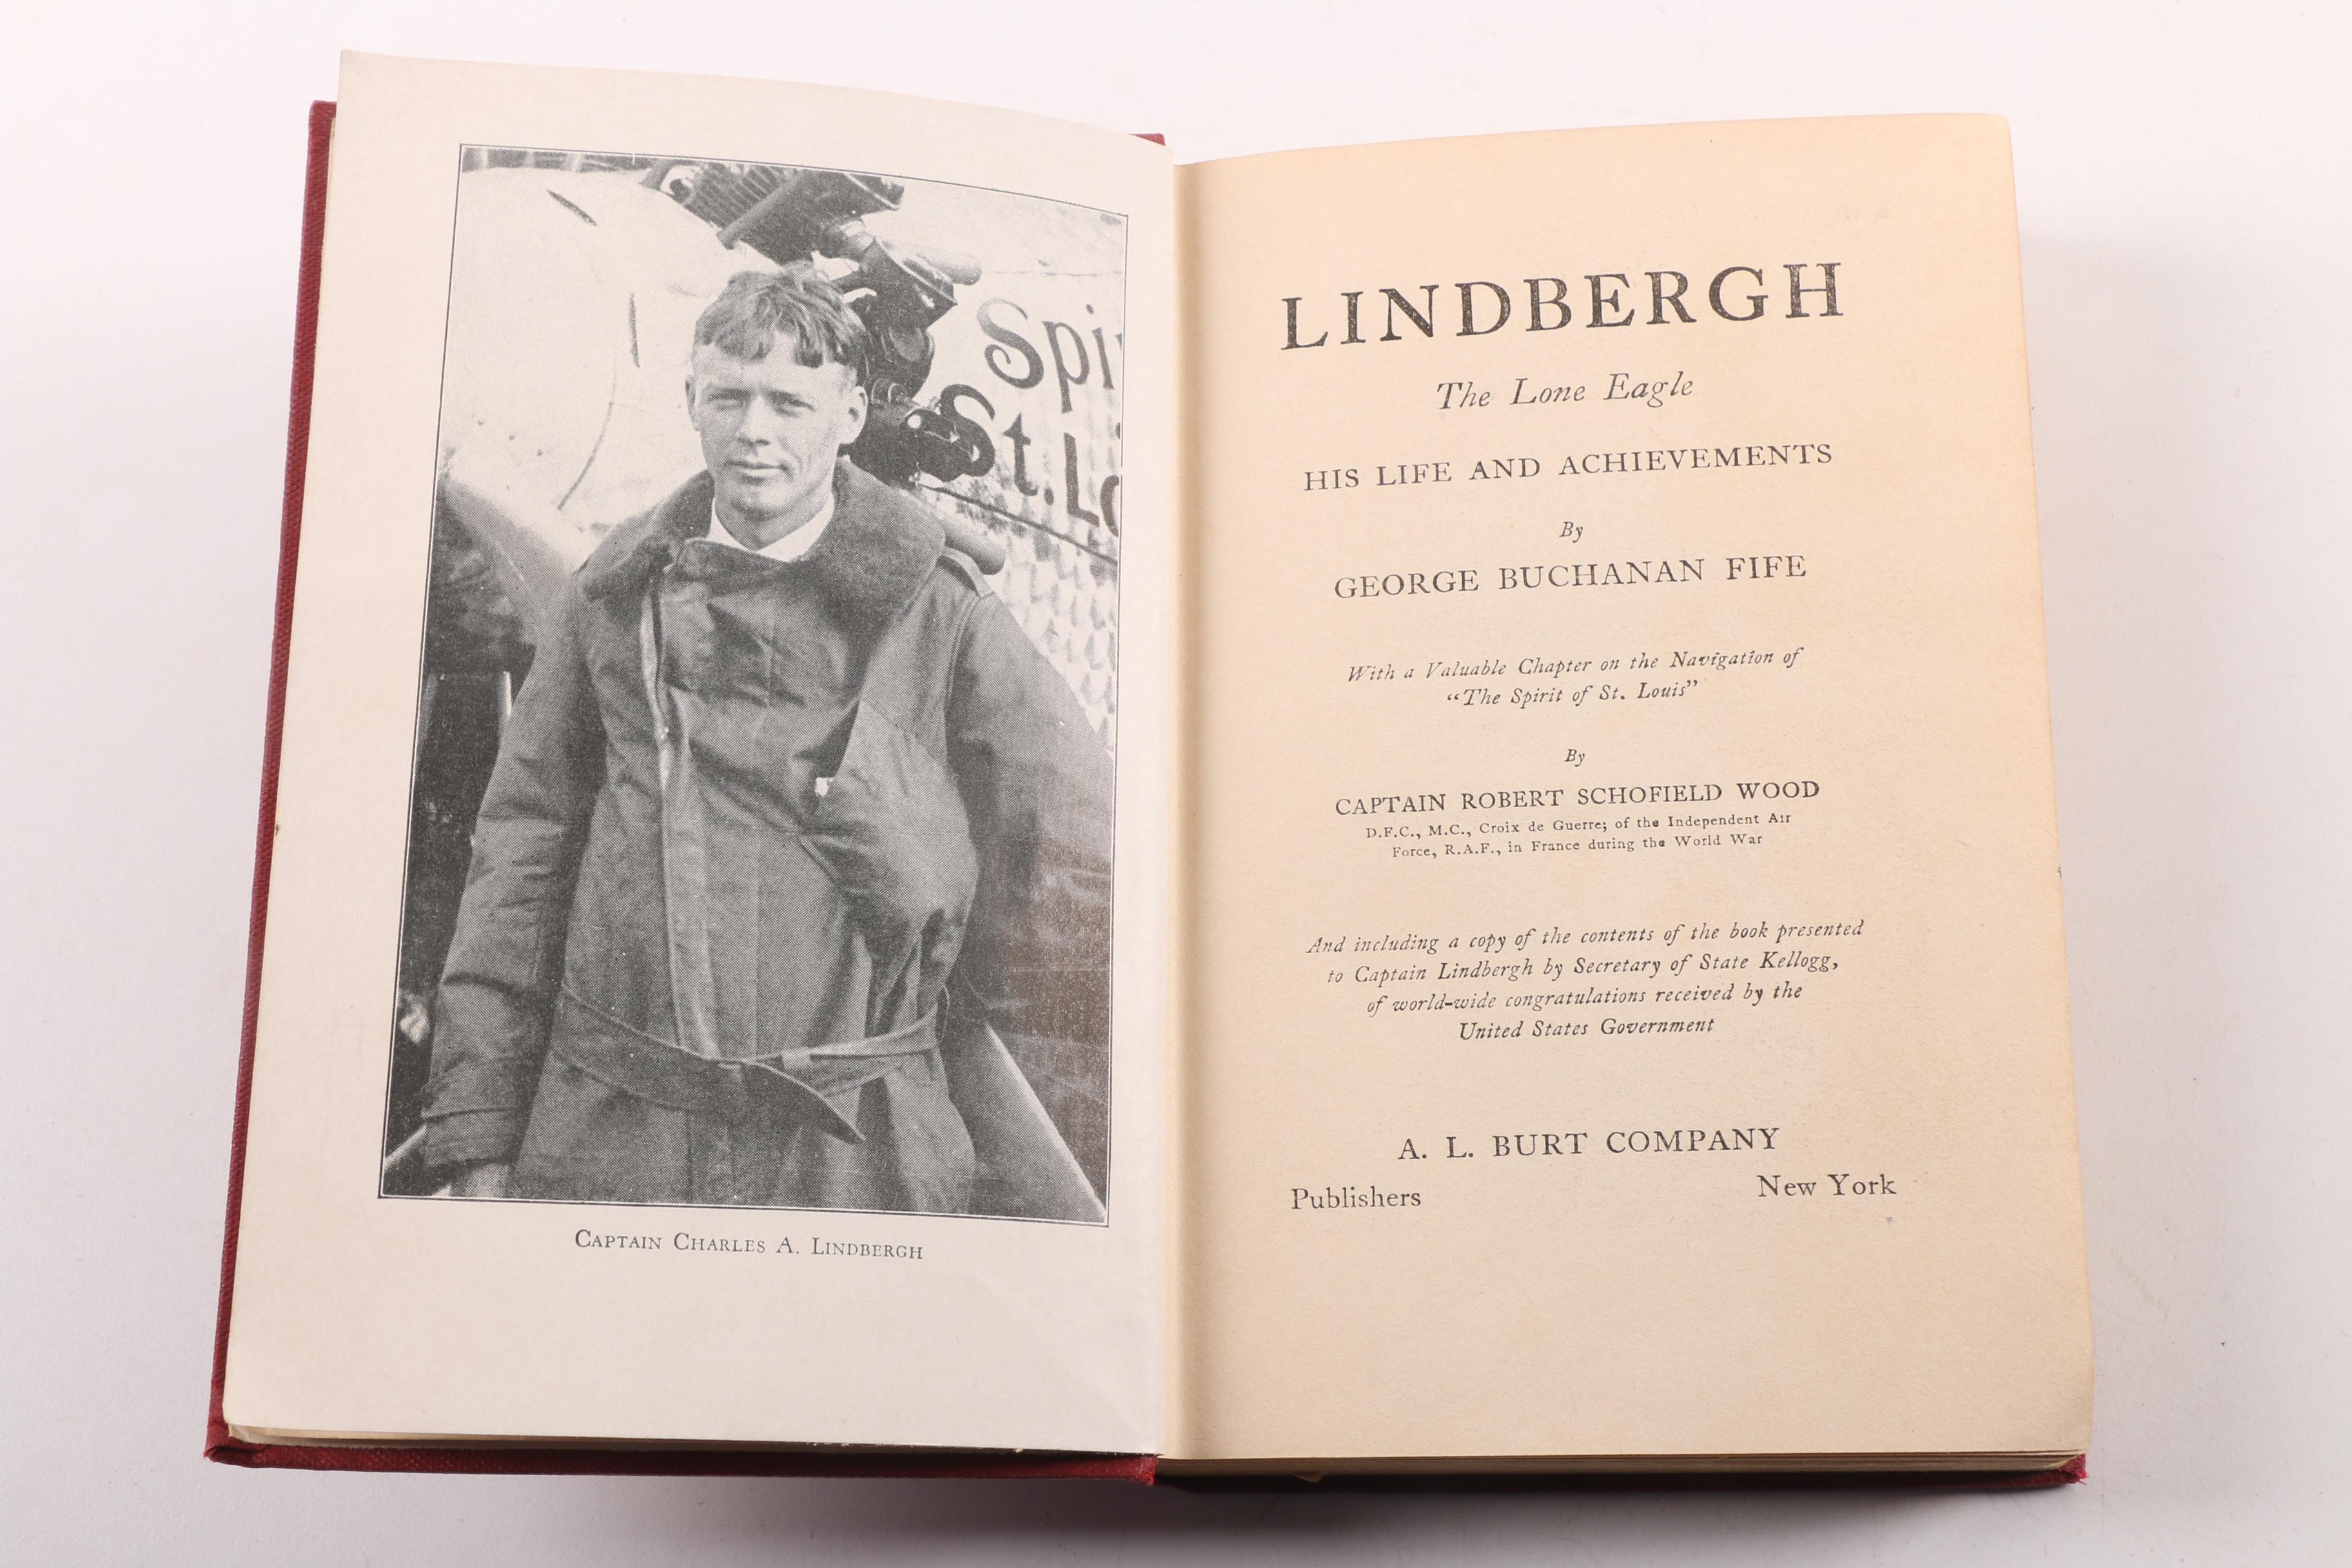 Spi
St. Lo
CAPTAIN CHARLES A. LINDBERGH
LINDBERGH
The Lone Eagle
HIS LIFE AND ACHIEVEMENTS
By
GEORGE BUCHANAN FIFE
With a Valuable Chapter on the Navigation of
“The Spirit of St. Louis”
By
CAPTAIN ROBERT SCHOFIELD WOOD
D.F.C., M.C., Croix de Guerre; of the Independent Air
Force, R.A.F., in France during the World War
And including a copy of the contents of the book presented
to Captain Lindbergh by Secretary of State Kellogg,
of world-wide congratulations received by the
United States Government
A. L. BURT COMPANY
Publishers New York